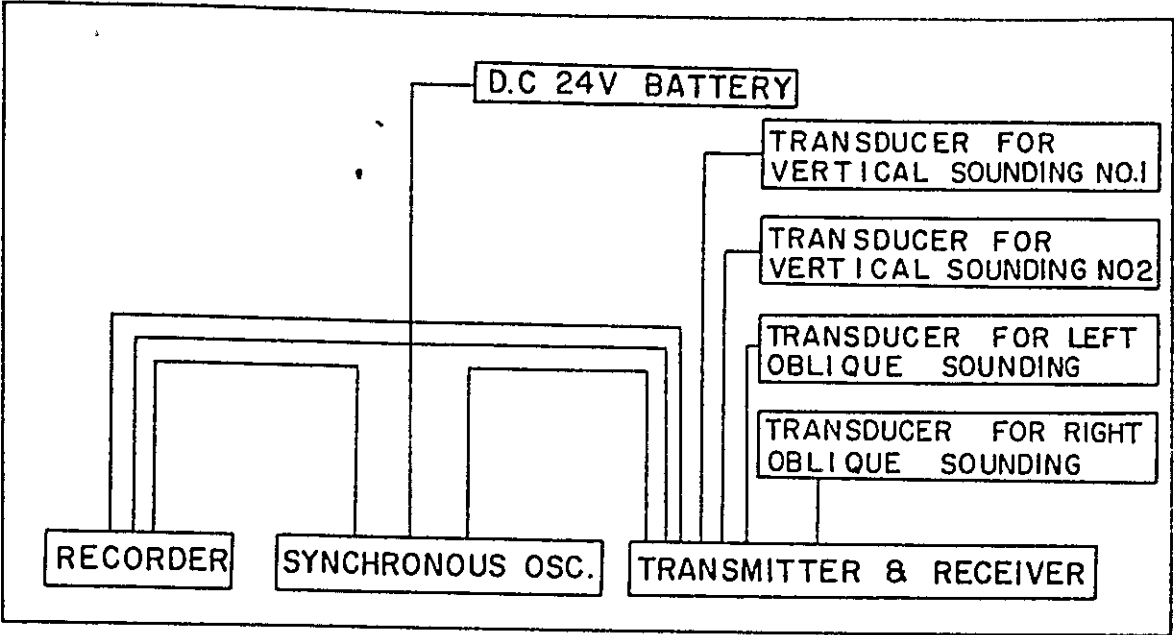 D.C 24V BATTERY
TRANSDUCER FOR
VERTICAL SOUNDING NO.1
TRANSDUCER FOR
VERTICAL SOUNDING NO2
TRANSDUCER FOR LEFT
OBLIQUE SOUNDING
TRANSDUCER FOR RIGHT
OBLIQUE SOUNDING
RECORDER
SYNCHRONOUS OSC.
TRANSMITTER & RECEIVER